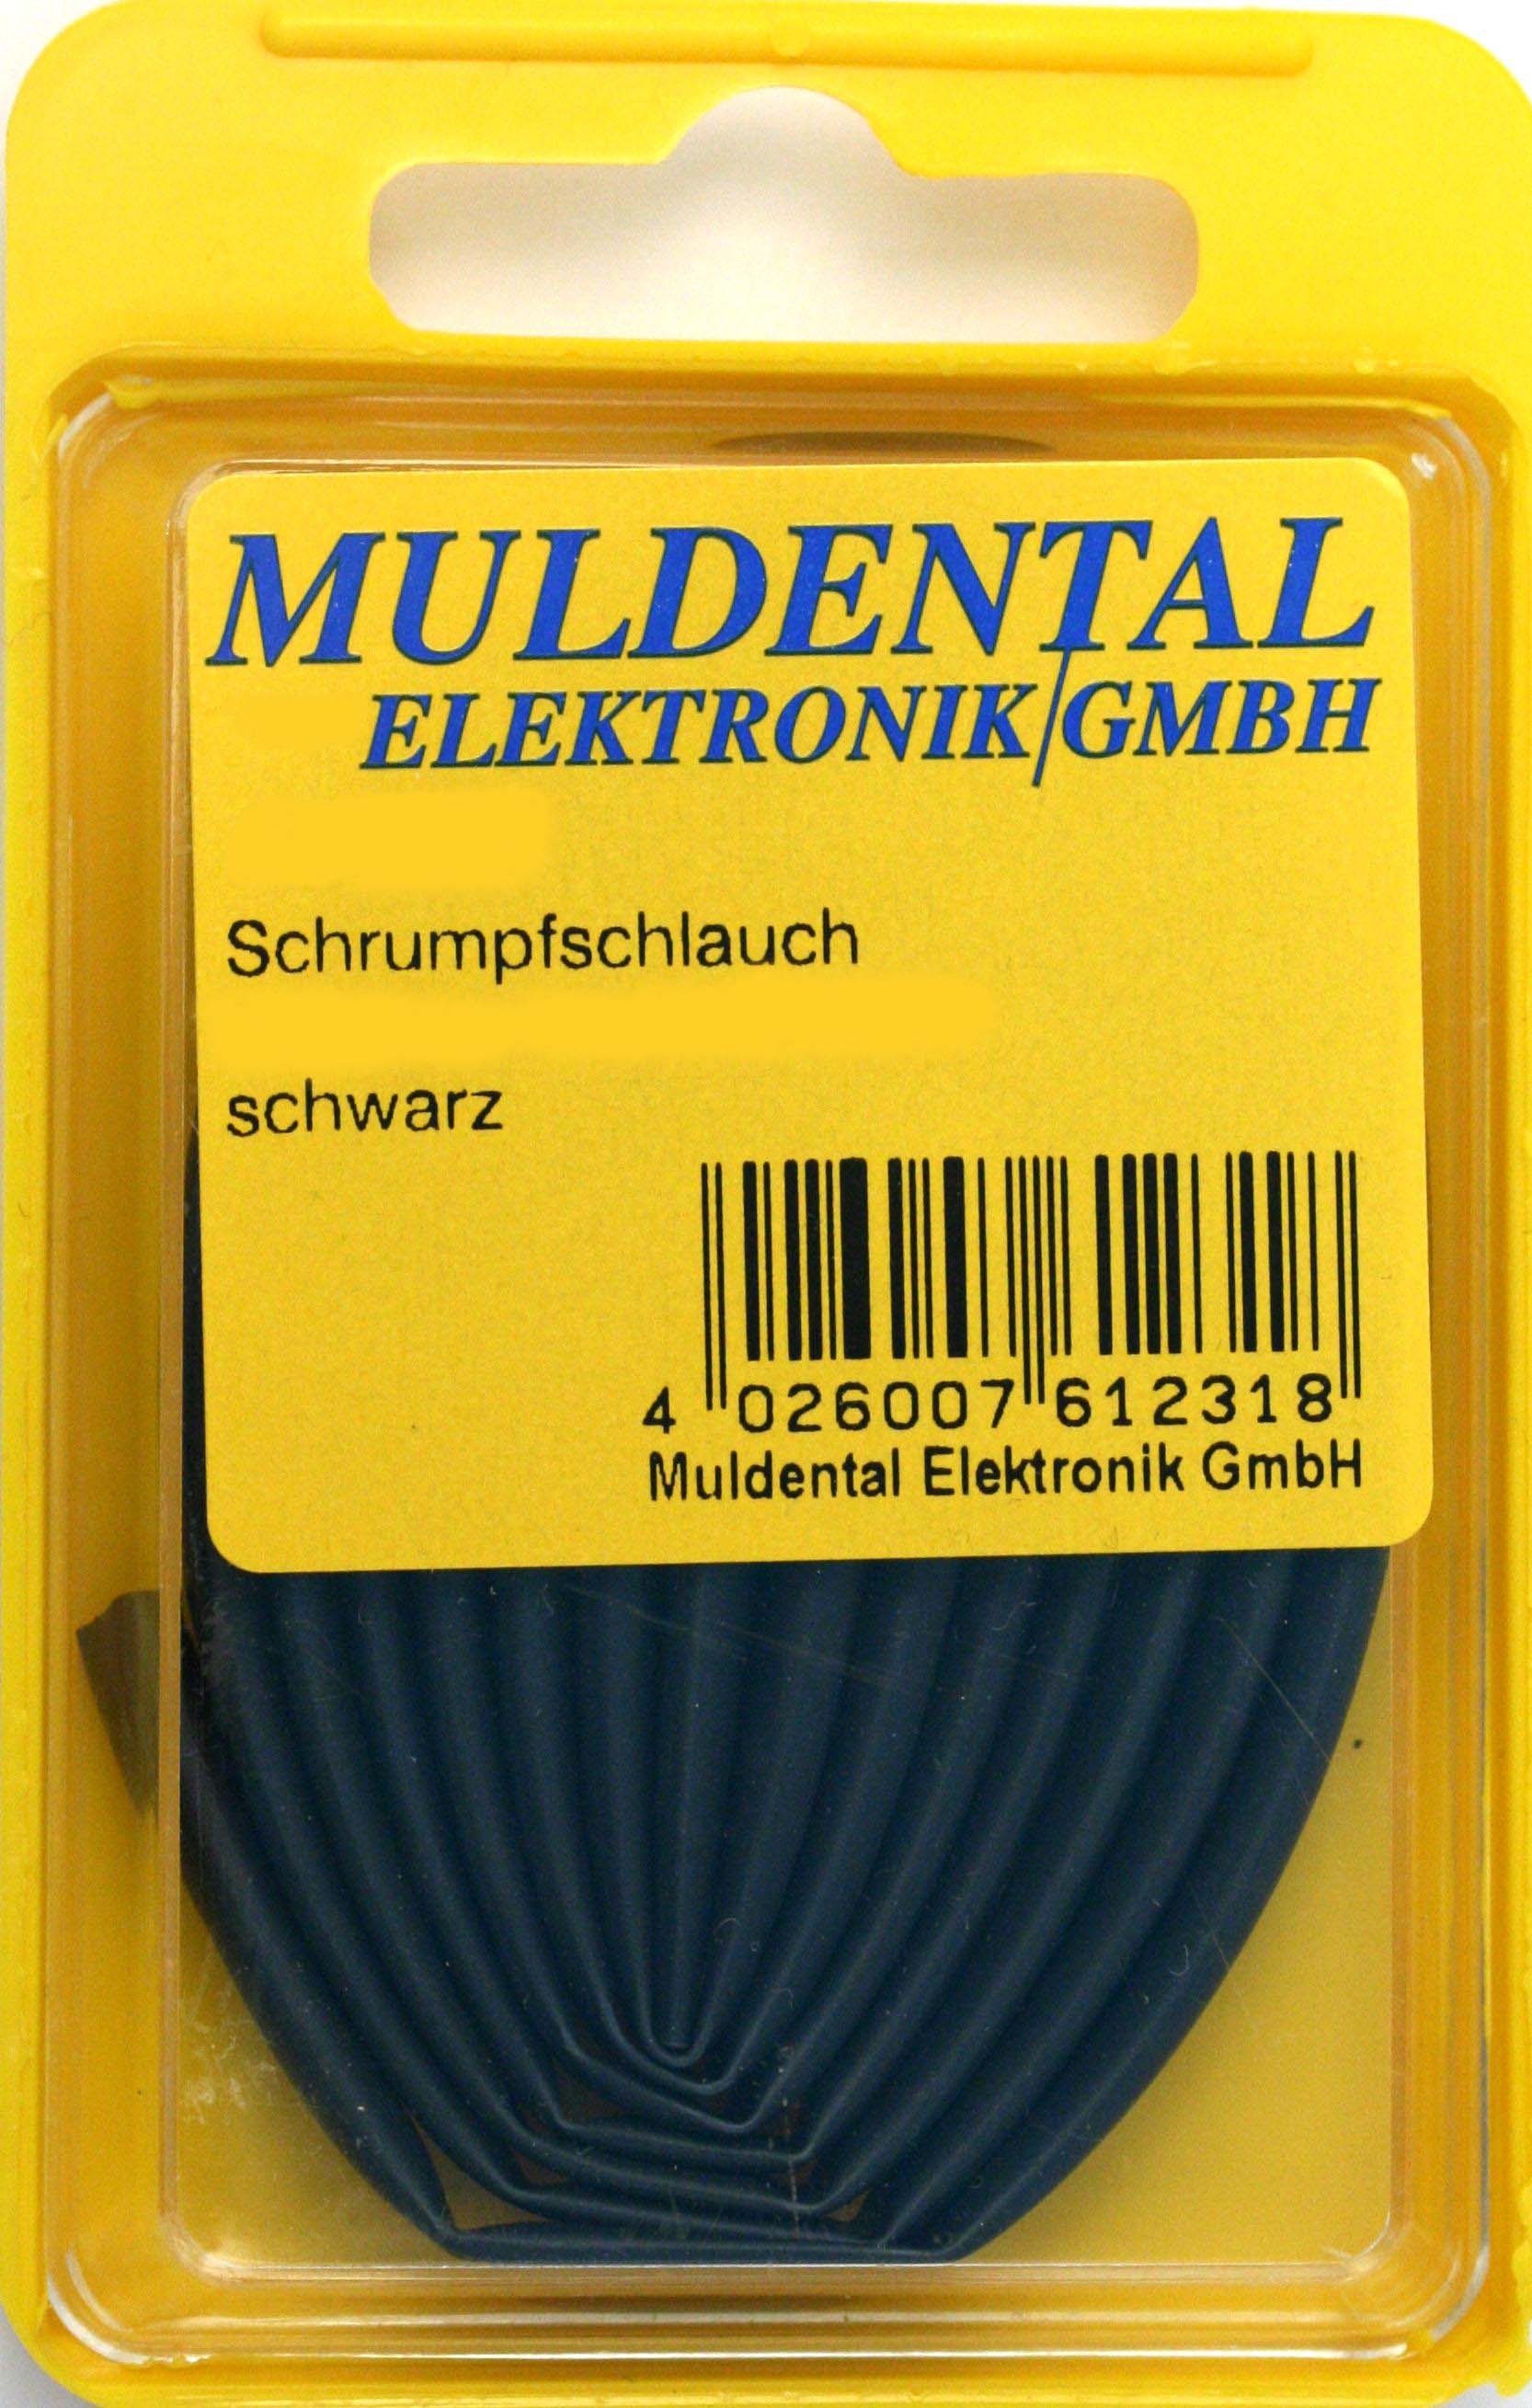 MULDENTAL
ELEKTRONIK/GMBH
Schrumpfschlauch
schwarz
4 026007 612318
Muldental Elektronik GmbH